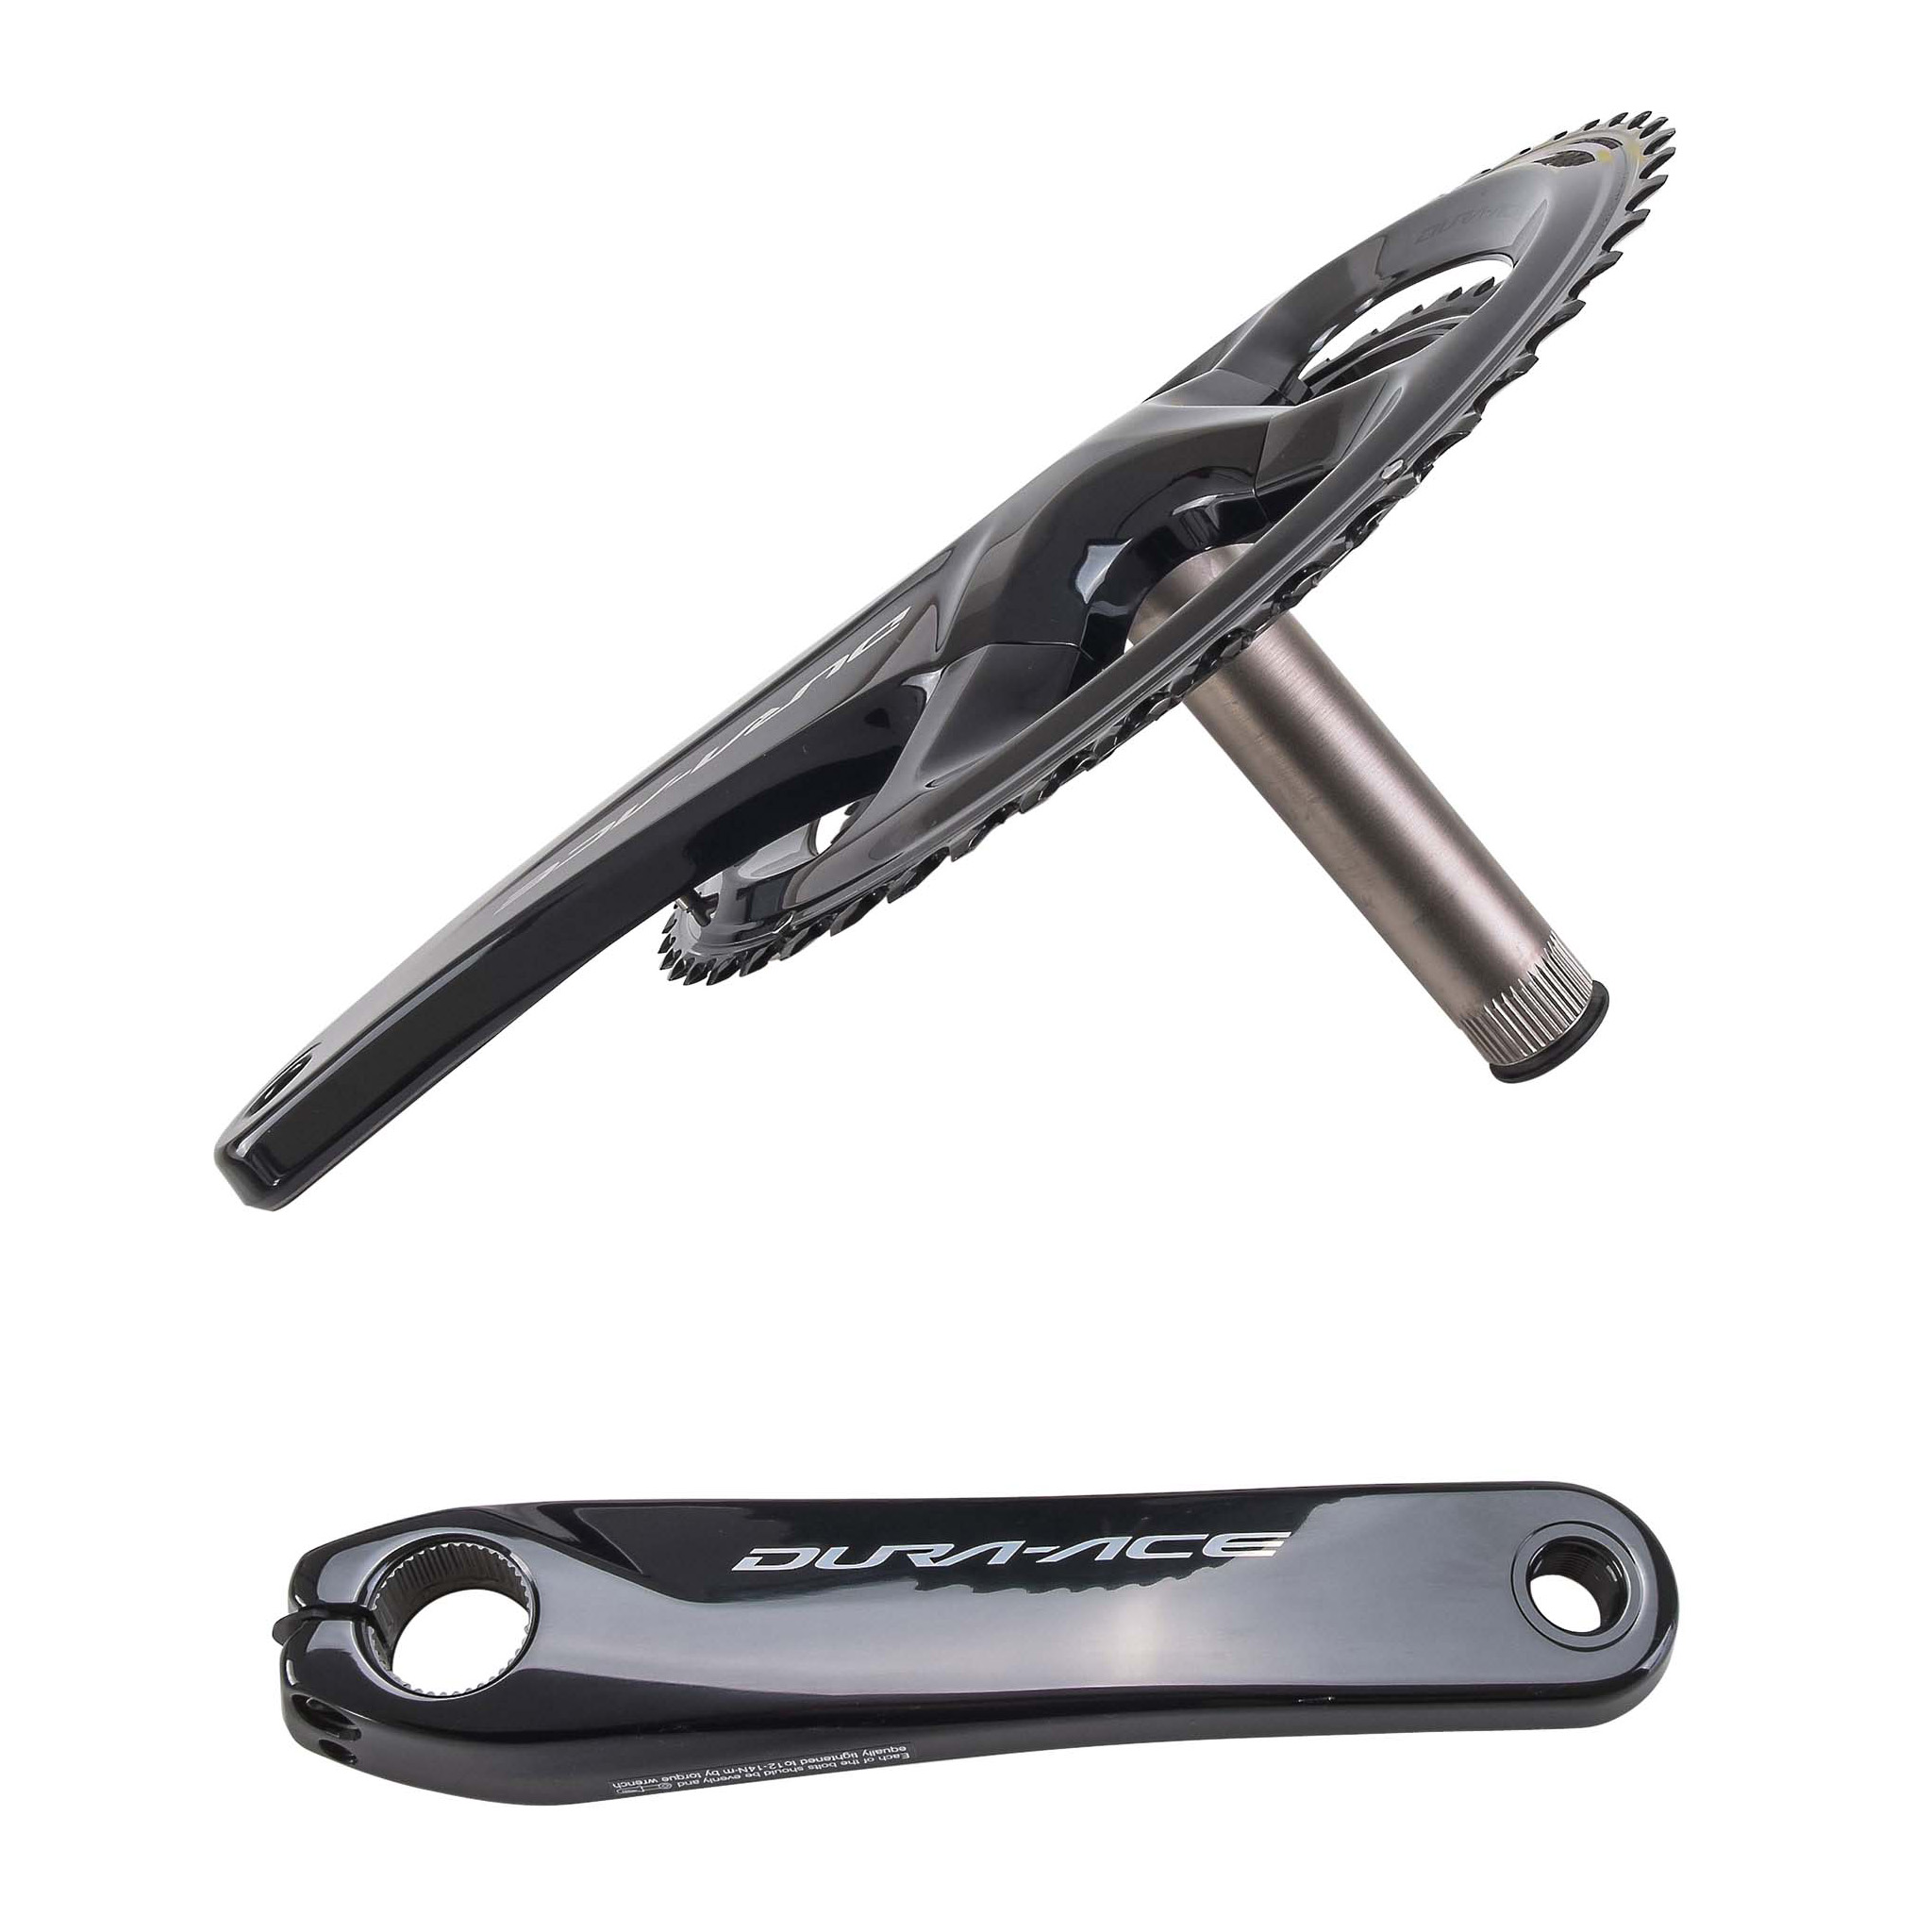 DURA-ACE
DURA-ACE
DURA-ACE
Each of the bolts should be evenly and
equally tightened to 12-14N·m by torque wrench